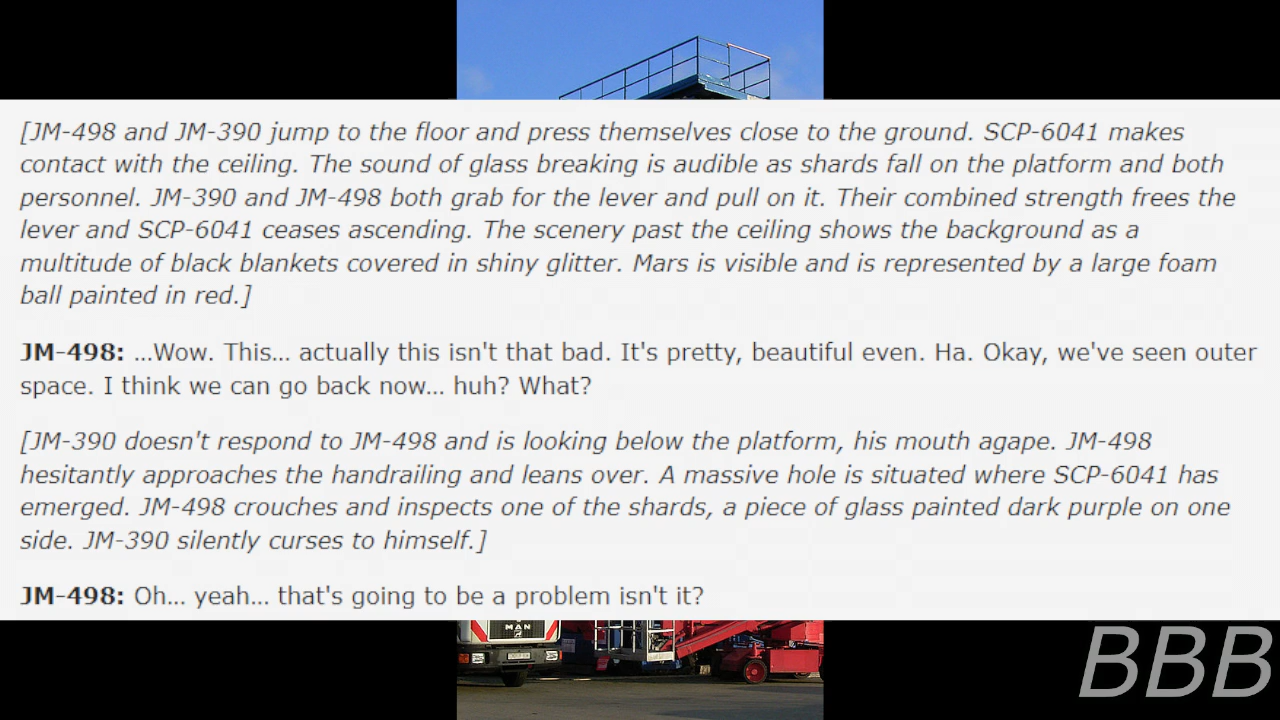 [JM-498 and JM-390 jump to the floor and press themselves close to the ground. SCP-6041 makes
contact with the ceiling. The sound of glass breaking is audible as shards fall on the platform and both
personnel. JM-390 and JM-498 both grab for the lever and pull on it. Their combined strength frees the
lever and SCP-6041 ceases ascending. The scenery past the ceiling shows the background as a
multitude of black blankets covered in shiny glitter. Mars is visible and is represented by a large foam
ball painted in red.]
JM-498: ...Wow. This... actually this isn't that bad. It's pretty, beautiful even. Ha. Okay, we've seen outer
space. I think we can go back now... huh? What?
[JM-390 doesn't respond to JM-498 and is looking below the platform, his mouth agape. JM-498
hesitantly approaches the handrailing and leans over. A massive hole is situated where SCP-6041 has
emerged. JM-498 crouches and inspects one of the shards, a piece of glass painted dark purple on one
side. JM-390 silently curses to himself.]
JM-498: Oh... yeah... that's going to be a problem isn't it?
MAN
BBB